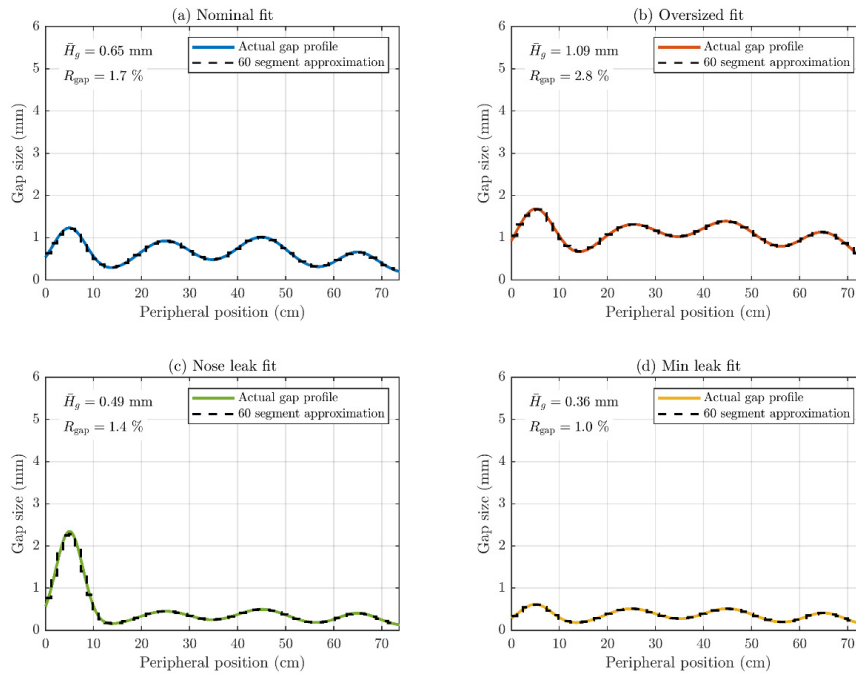 (a) Nominal fit
H̄g = 0.65 mm
Rgap = 1.7 %
Actual gap profile
60 segment approximation
Gap size (mm)
6
5
4
3
2
1
0
0 10 20 30 40 50 60 70
Peripheral position (cm)
(b) Oversized fit
H̄g = 1.09 mm
Rgap = 2.8 %
Actual gap profile
60 segment approximation
Gap size (mm)
6
5
4
3
2
1
0
0 10 20 30 40 50 60 70
Peripheral position (cm)
(c) Nose leak fit
H̄g = 0.49 mm
Rgap = 1.4 %
Actual gap profile
60 segment approximation
Gap size (mm)
6
5
4
3
2
1
0
0 10 20 30 40 50 60 70
Peripheral position (cm)
(d) Min leak fit
H̄g = 0.36 mm
Rgap = 1.0 %
Actual gap profile
60 segment approximation
Gap size (mm)
6
5
4
3
2
1
0
0 10 20 30 40 50 60 70
Peripheral position (cm)